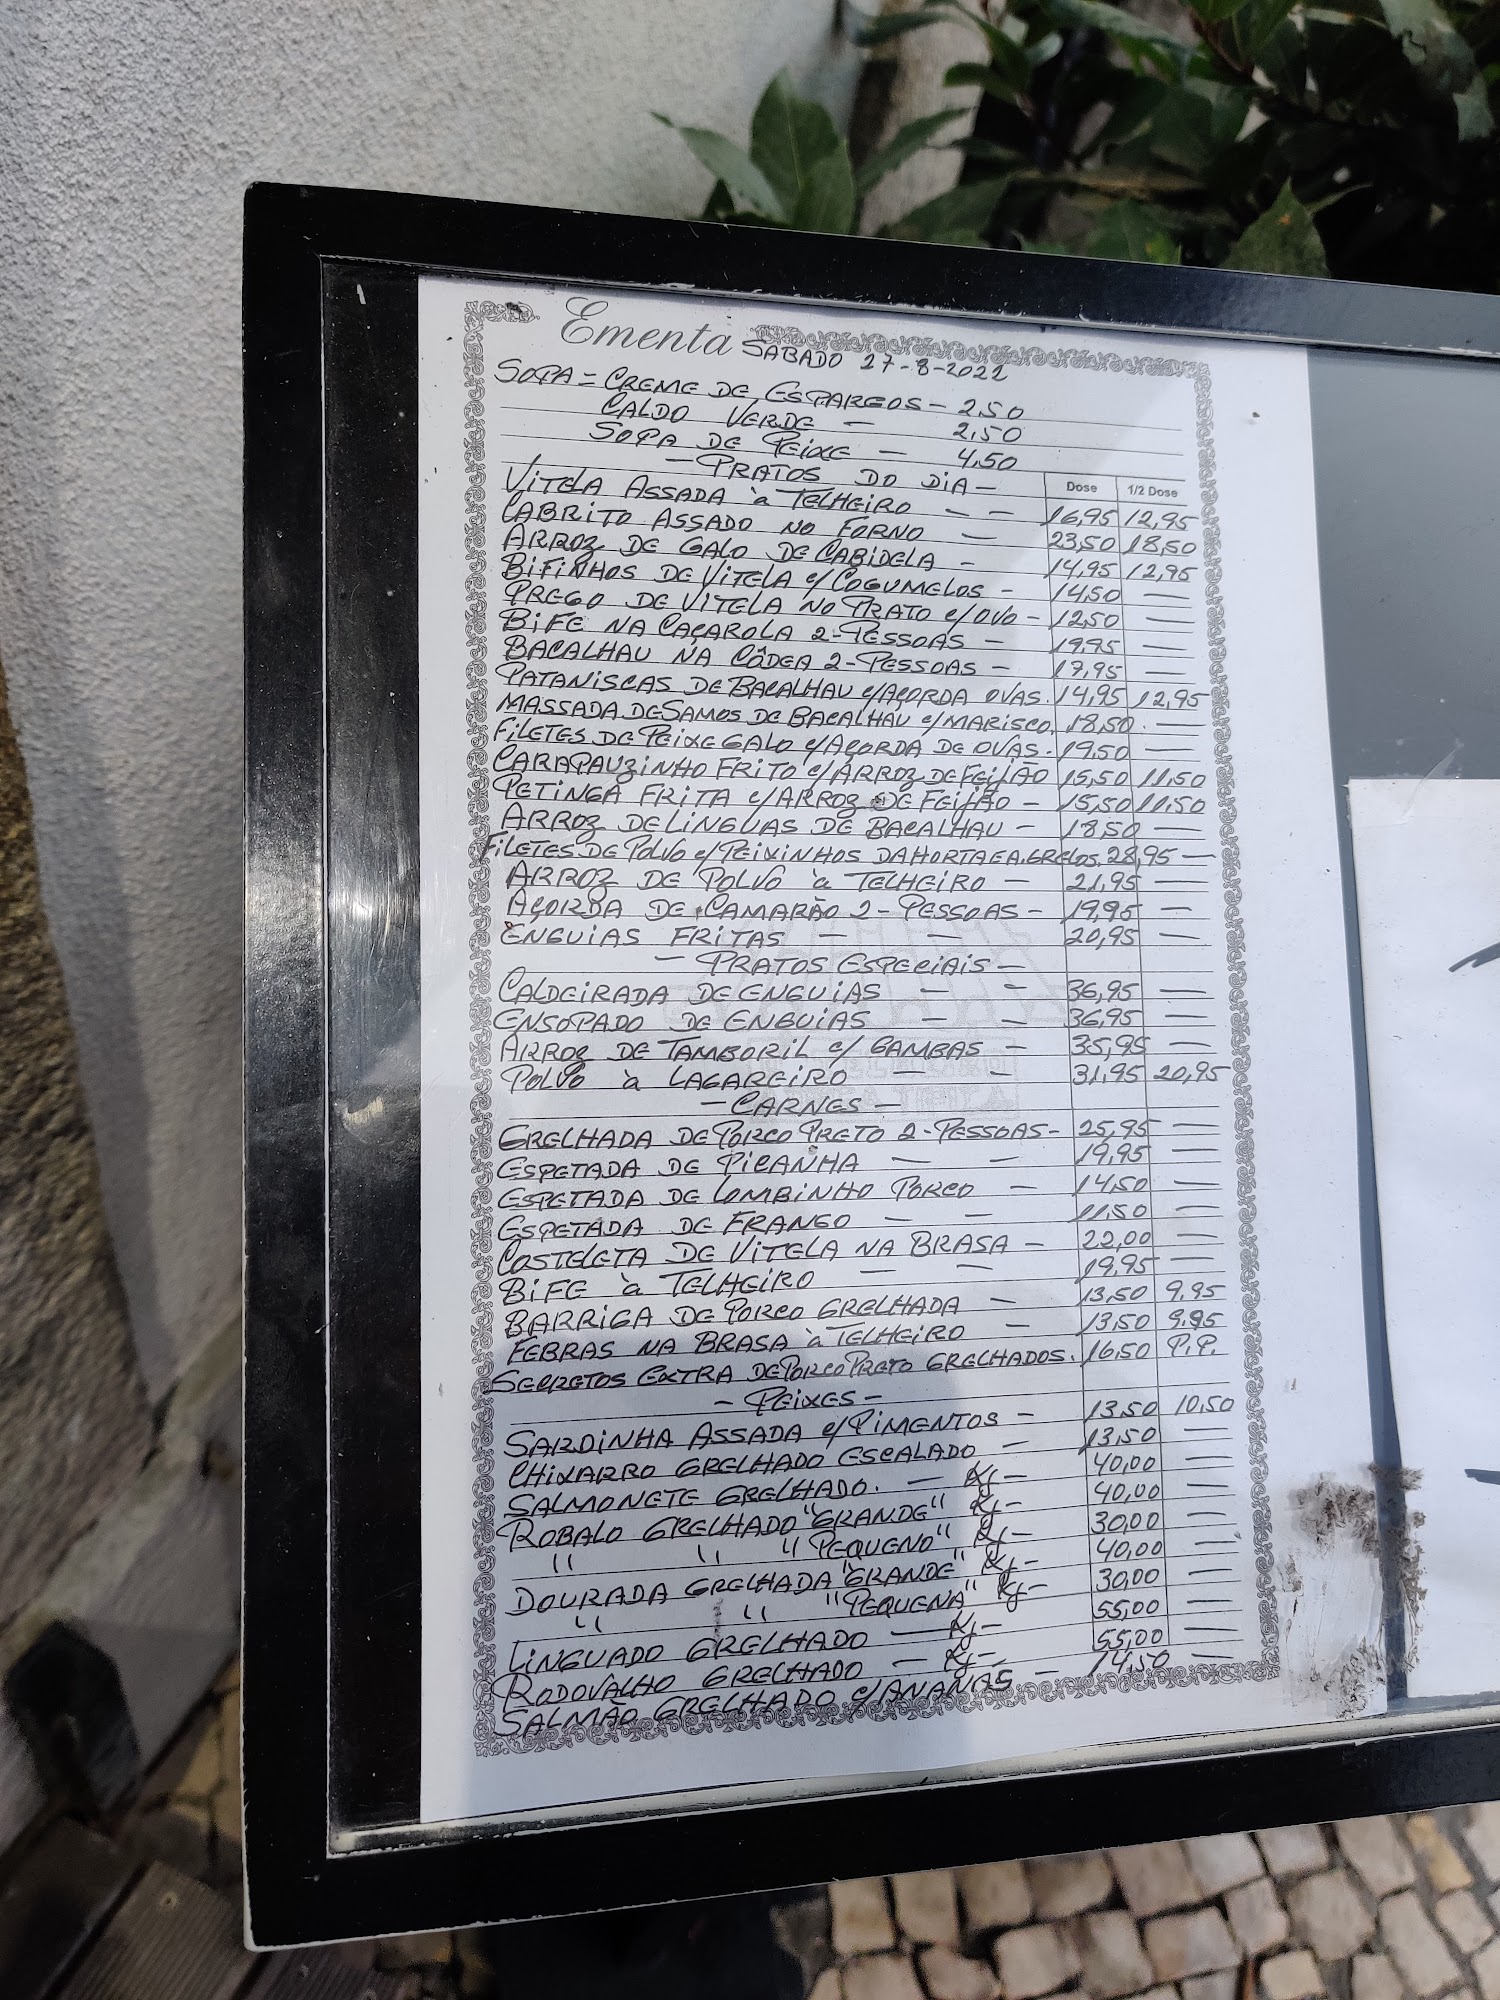 Ementa SABADO 27-8-2022
SOPA = CREME DE ESPARGOS - 2,50
CALDO VERDE - 2,50
SOPA DE PEIXE - 4,50
- PRATOS DO DIA - Dose 1/2 Dose
VITELA ASSADA à TELHEIRO - - 16,95 12,95
CABRITO ASSADO NO FORNO - 23,50 18,50
ARROZ DE GALO DE CABIDELA - 14,95 12,95
BIFINHOS DE VITELA C/COGUMELOS - 14,50 -
PREGO DE VITELA NO PRATO C/OVO - 12,50 -
BIFE NA CAÇAROLA 2-PESSOAS - 19,95 -
BACALHAU NA CÔDEA 2-PESSOAS - 17,95 -
PATANISCAS DE BACALHAU C/AÇORDA OVAS. 14,95 12,95
MASSADA DE SAMOS DE BACALHAU C/MARISCO. 18,50. -
FILETES DE PEIXE GALO C/AÇORDA DE OVAS. 19,50 -
CARAPAUZINHO FRITO C/ARROZ DE FEIJÃO 15,50 11,50
PETINGA FRITA C/ARROZ DE FEIJÃO - 15,50 11,50
ARROZ DE LINGUAS DE BACALHAU - 18,50 -
FILETES DE POLVO C/PEIXINHOS DA HORTA E A. GRELOS. 28,95 -
ARROZ DE POLVO à TELHEIRO - 21,95 -
AÇORDA DE CAMARÃO 2-PESSOAS - 19,95 -
ENGUIAS FRITAS - - 20,95 -
- PRATOS ESPECIAIS -
CALDEIRADA DE ENGUIAS - - 36,95 -
ENSOPADO DE ENGUIAS - - 36,95 -
ARROZ DE TAMBORIL C/ GAMBAS - 35,95 -
POLVO à LAGAREIRO - - 31,95 20,95
- CARNES -
GRELHADA DE PORCO PRETO 2-PESSOAS - 25,95 -
ESPETADA DE PICANHA - - 19,95 -
ESPETADA DE LOMBINHO PORCO - 14,50 -
ESPETADA DE FRANGO - - 11,50 -
COSTELETA DE VITELA NA BRASA - 22,00 -
BIFE à TELHEIRO - - 19,95 -
BARRIGA DE PORCO GRELHADA - 13,50 9,95
FEBRAS NA BRASA à TELHEIRO - 13,50 9,95
SECRETOS EXTRA DE PORCO PRETO GRELHADOS. 16,50 P.P.
- PEIXES -
SARDINHA ASSADA C/PIMENTOS - 13,50 10,50
CHIXARRO GRELHADO ESCALADO - 13,50 -
SALMONETE GRELHADO. - Kg - 40,00 -
ROBALO GRELHADO "GRANDE" Kg - 40,00 -
" " "PEQUENO" Kg - 30,00 -
DOURADA GRELHADA "GRANDE" Kg - 40,00 -
" " "PEQUENA" Kg - 30,00 -
LINGUADO GRELHADO - Kg - 55,00 -
RODOVALHO GRELHADO - Kg - 55,00 -
SALMÃO GRELHADO C/ANANÁS - 14,50 -